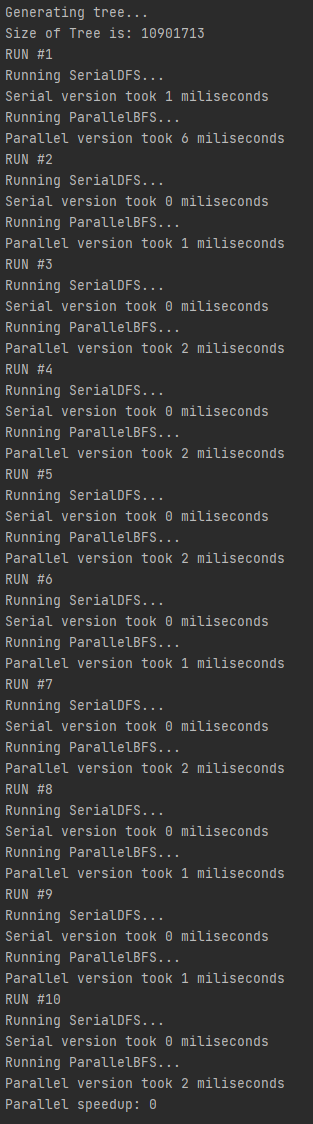 Generating tree...
Size of Tree is: 10901713
RUN #1
Running SerialDFS...
Serial version took 1 miliseconds
Running ParallelBFS...
Parallel version took 6 miliseconds
RUN #2
Running SerialDFS...
Serial version took 0 miliseconds
Running ParallelBFS...
Parallel version took 1 miliseconds
RUN #3
Running SerialDFS...
Serial version took 0 miliseconds
Running ParallelBFS...
Parallel version took 2 miliseconds
RUN #4
Running SerialDFS...
Serial version took 0 miliseconds
Running ParallelBFS...
Parallel version took 2 miliseconds
RUN #5
Running SerialDFS...
Serial version took 0 miliseconds
Running ParallelBFS...
Parallel version took 2 miliseconds
RUN #6
Running SerialDFS...
Serial version took 0 miliseconds
Running ParallelBFS...
Parallel version took 1 miliseconds
RUN #7
Running SerialDFS...
Serial version took 0 miliseconds
Running ParallelBFS...
Parallel version took 2 miliseconds
RUN #8
Running SerialDFS...
Serial version took 0 miliseconds
Running ParallelBFS...
Parallel version took 1 miliseconds
RUN #9
Running SerialDFS...
Serial version took 0 miliseconds
Running ParallelBFS...
Parallel version took 1 miliseconds
RUN #10
Running SerialDFS...
Serial version took 0 miliseconds
Running ParallelBFS...
Parallel version took 2 miliseconds
Parallel speedup: 0